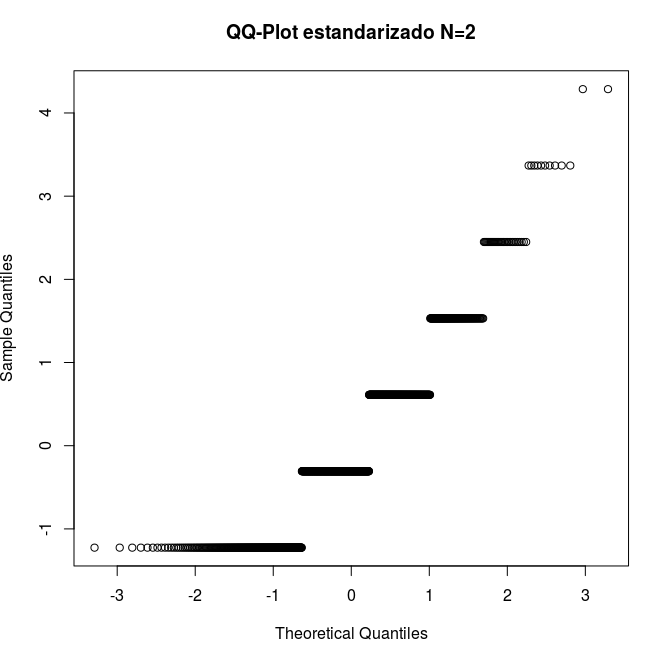 QQ-Plot estandarizado N=2
Sample Quantiles
4
3
2
1
0
-1
-3 -2 -1 0 1 2 3
Theoretical Quantiles